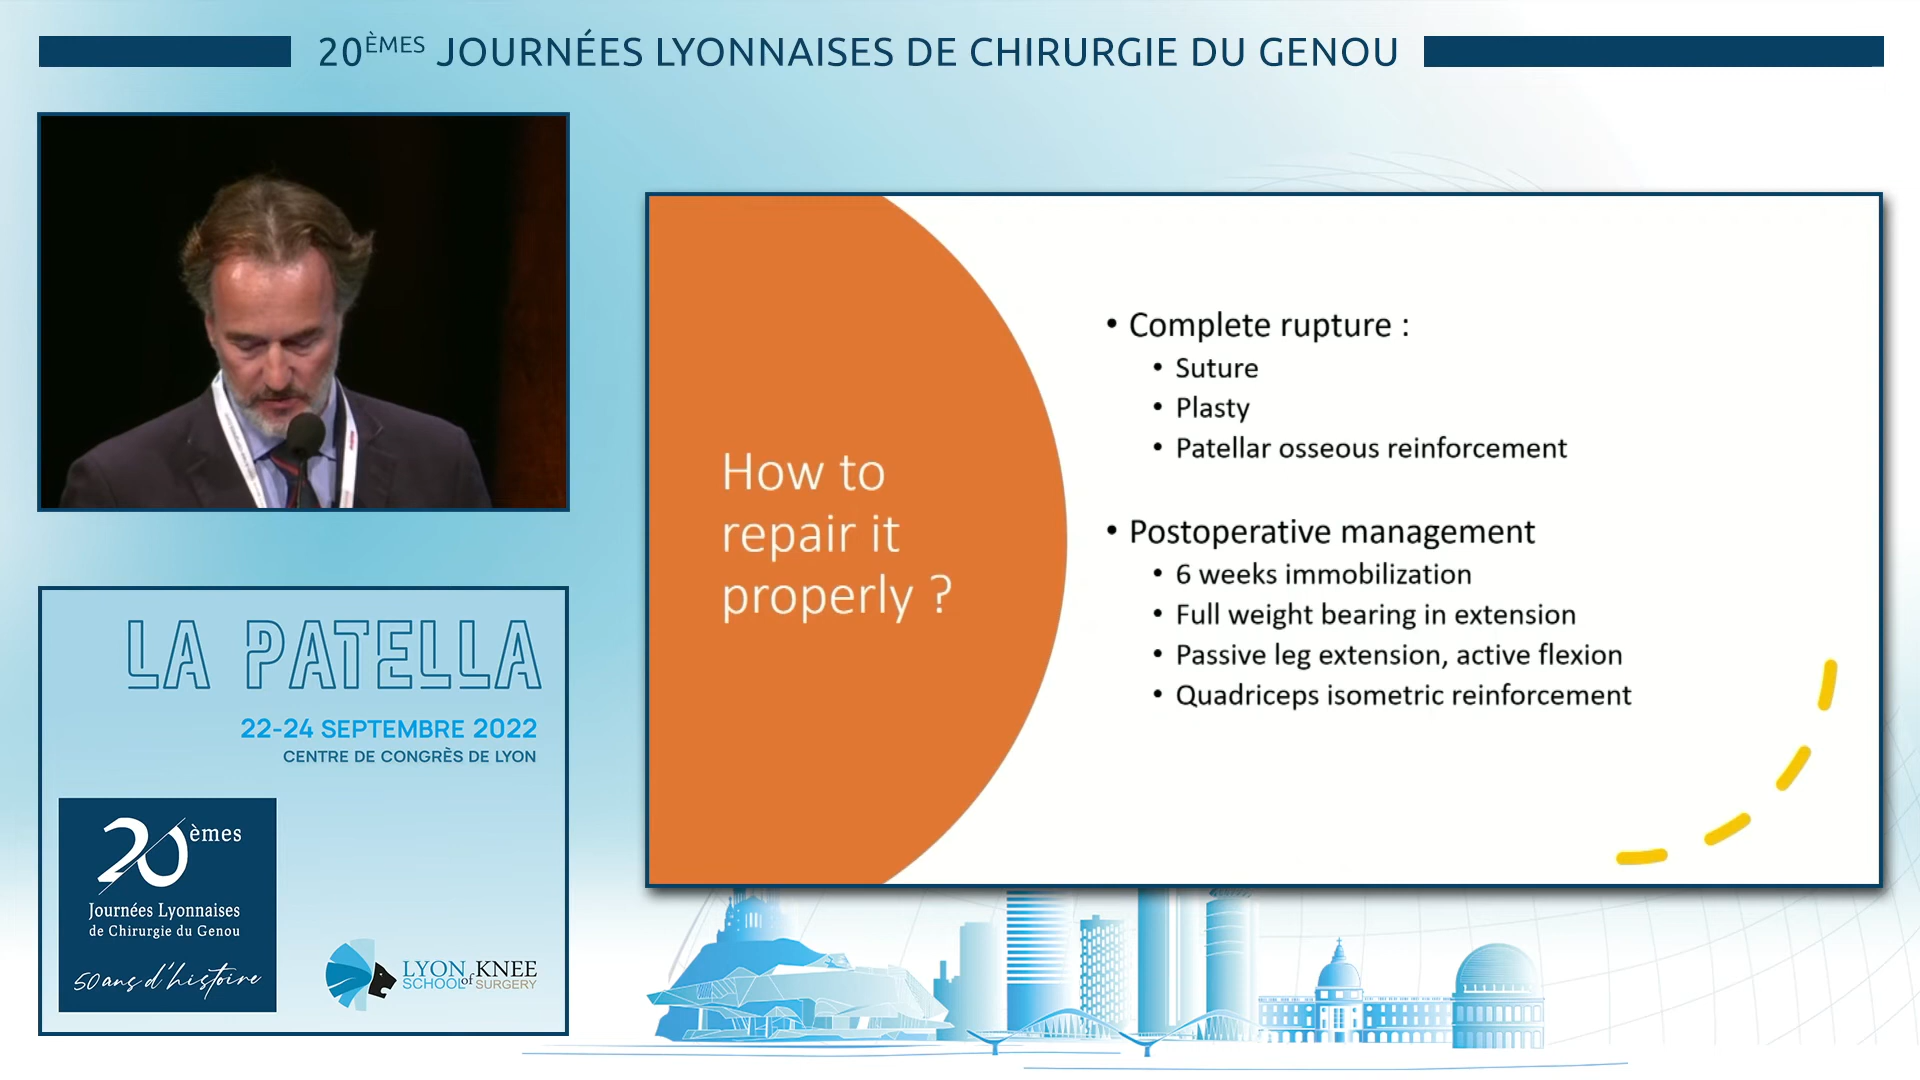 20ÈMES JOURNÉES LYONNAISES DE CHIRURGIE DU GENOU
How to
repair it
properly ?
• Complete rupture :
• Suture
• Plasty
• Patellar osseous reinforcement
• Postoperative management
• 6 weeks immobilization
• Full weight bearing in extension
• Passive leg extension, active flexion
• Quadriceps isometric reinforcement
LA PATELLA
22-24 SEPTEMBRE 2022
CENTRE DE CONGRÈS DE LYON
20èmes
Journées Lyonnaises
de Chirurgie du Genou
50 ans d'histoire
LYON KNEE
SCHOOL of SURGERY